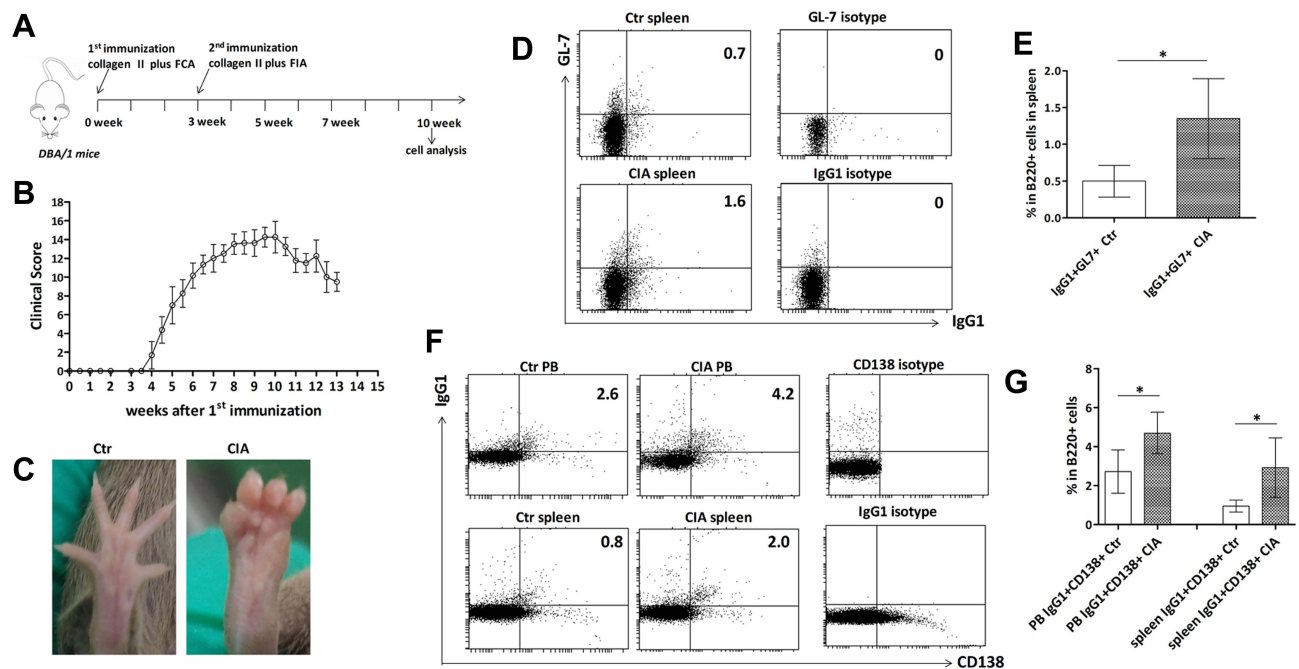 A
1st immunization
collagen II plus FCA
2nd immunization
collagen II plus FIA
0 week
3 week
5 week
7 week
10 week
cell analysis
DBA/1 mice
B
Clinical Score
18
16
14
12
10
8
6
4
2
0
0 1 2 3 4 5 6 7 8 9 10 11 12 13 14 15
weeks after 1st immunization
C
Ctr
CIA
D
GL-7
Ctr spleen
0.7
GL-7 isotype
0
CIA spleen
1.6
IgG1 isotype
0
IgG1
E
% in B220+ cells in spleen
2.0
1.5
1.0
0.5
0.0
*
IgG1+GL7+ Ctr
IgG1+GL7+ CIA
F
IgG1
Ctr PB
2.6
CIA PB
4.2
CD138 isotype
Ctr spleen
0.8
CIA spleen
2.0
IgG1 isotype
CD138
G
% in B220+ cells
8
6
4
2
0
*
*
PB IgG1+CD138+ Ctr
PB IgG1+CD138+ CIA
spleen IgG1+CD138+ Ctr
spleen IgG1+CD138+ CIA